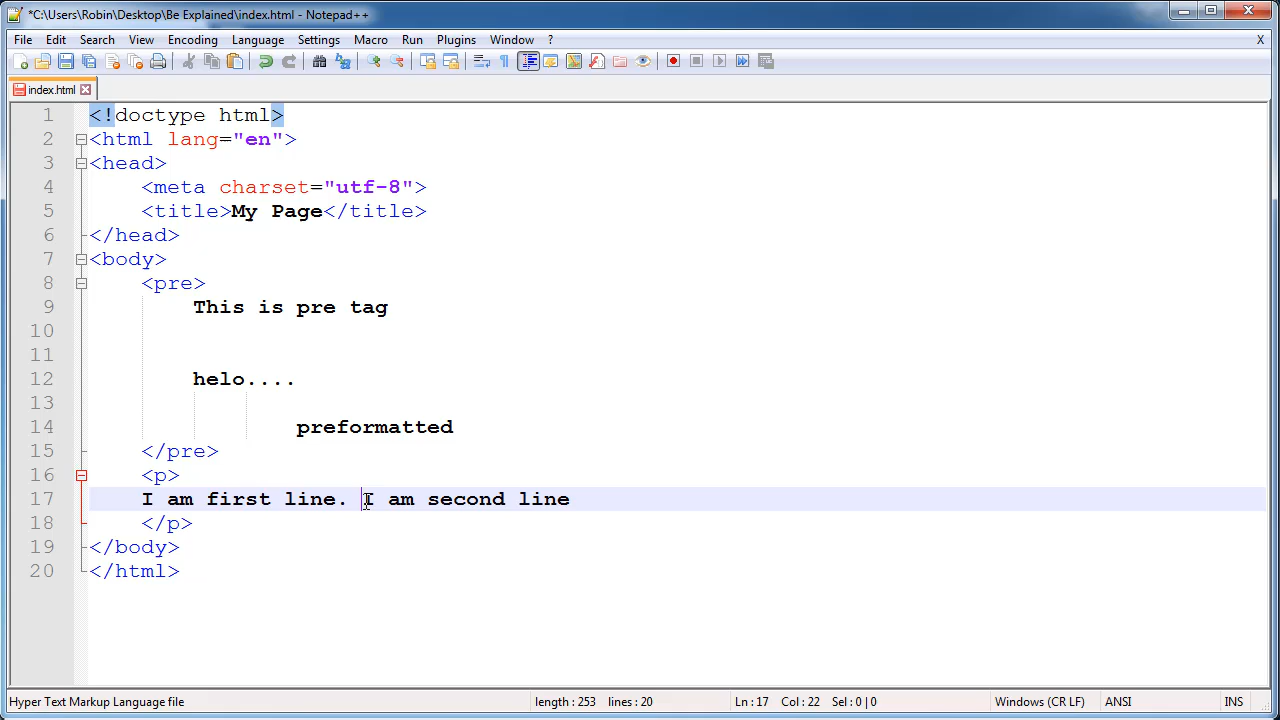 *C:\Users\Robin\Desktop\Be Explained\index.html - Notepad++
File Edit Search View Encoding Language Settings Macro Run Plugins Window ? X
index.html
1 <!doctype html>
2 <html lang="en">
3 <head>
4 <meta charset="utf-8">
5 <title>My Page</title>
6 </head>
7 <body>
8 <pre>
9 This is pre tag
10
11
12 helo....
13
14 preformatted
15 </pre>
16 <p>
17 I am first line. I am second line
18 </p>
19 </body>
20 </html>
Hyper Text Markup Language file length : 253 lines : 20 Ln : 17 Col : 22 Sel : 0 | 0 Windows (CR LF) ANSI INS